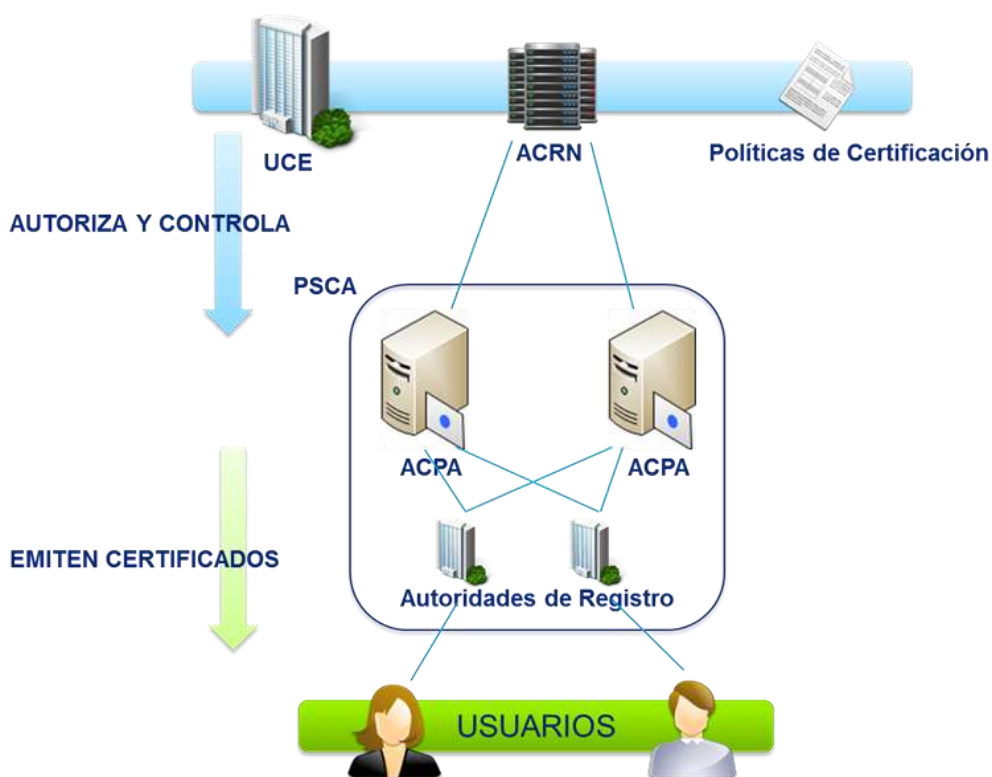 UCE
ACRN
Políticas de Certificación
AUTORIZA Y CONTROLA
PSCA
ACPA
ACPA
EMITEN CERTIFICADOS
Autoridades de Registro
USUARIOS